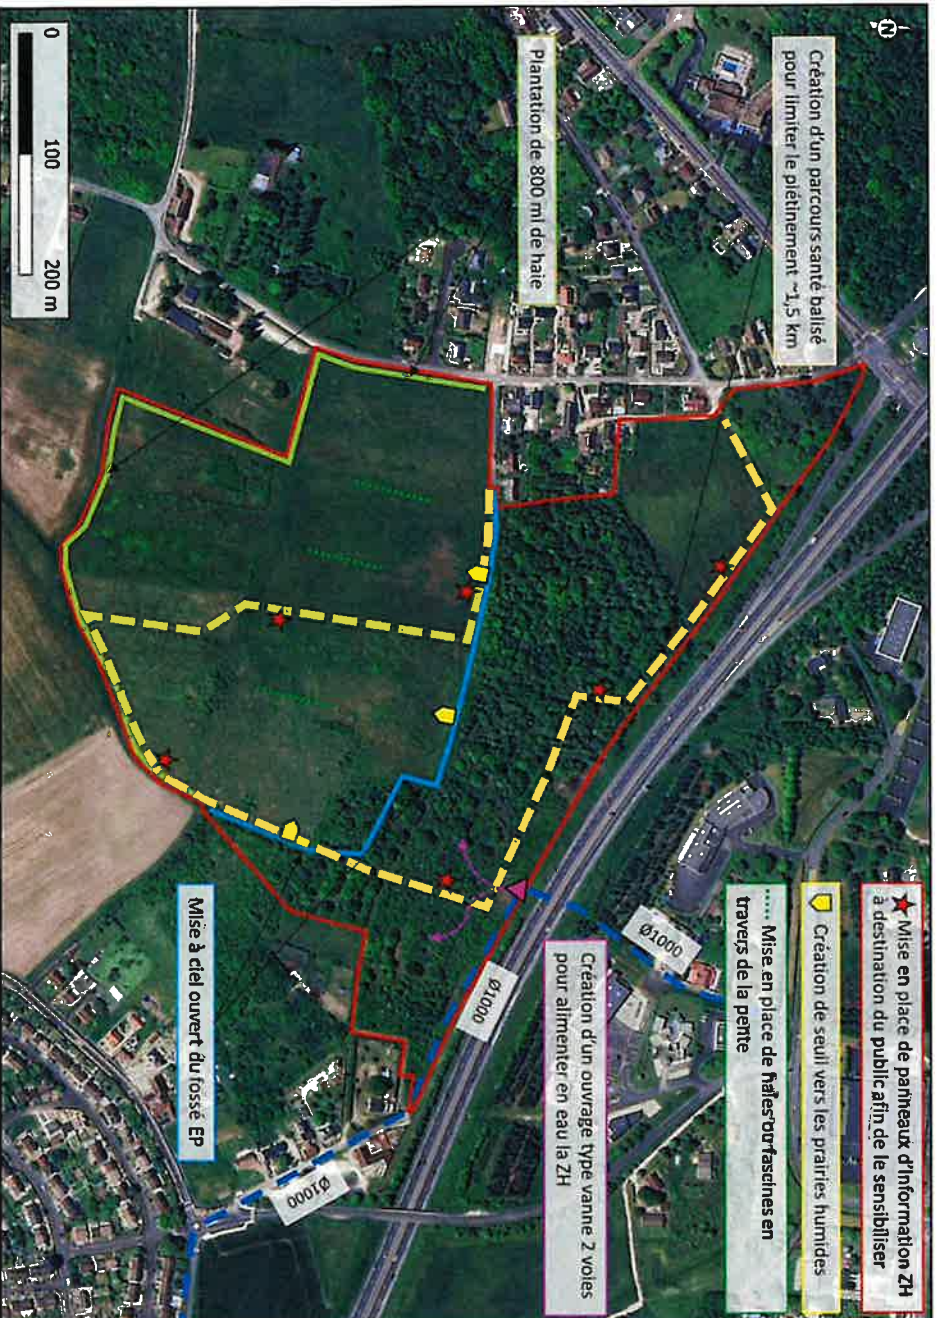 N
Création d'un parcours santé balisé
pour limiter le piétinement ~1,5 km
Plantation de 800 ml de haie
0 100 200 m
Mise en place de panneaux d'Information ZH
à destination du public afin de le sensibiliser
Création de seuil vers les prairies humides
Mise en place de haies ou fascines en
travers de la pente
Création d'un ouvrage type vanne 2 voies
pour alimenter en eau la ZH
Mise à ciel ouvert du fossé EP
Ø1000
Ø1000
Ø1000